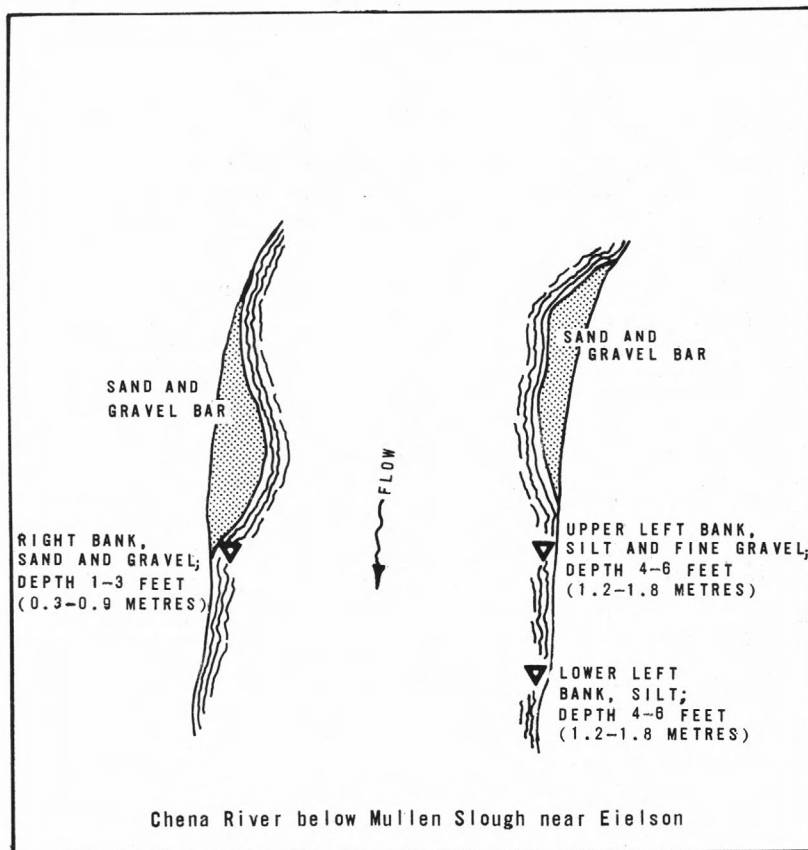 SAND AND
GRAVEL BAR
SAND AND
GRAVEL BAR
FLOW
RIGHT BANK,
SAND AND GRAVEL;
DEPTH 1-3 FEET
(0.3-0.9 METRES)
UPPER LEFT BANK,
SILT AND FINE GRAVEL;
DEPTH 4-6 FEET
(1.2-1.8 METRES)
LOWER LEFT
BANK, SILT;
DEPTH 4-6 FEET
(1.2-1.8 METRES)
Chena River below Mullen Slough near Eielson